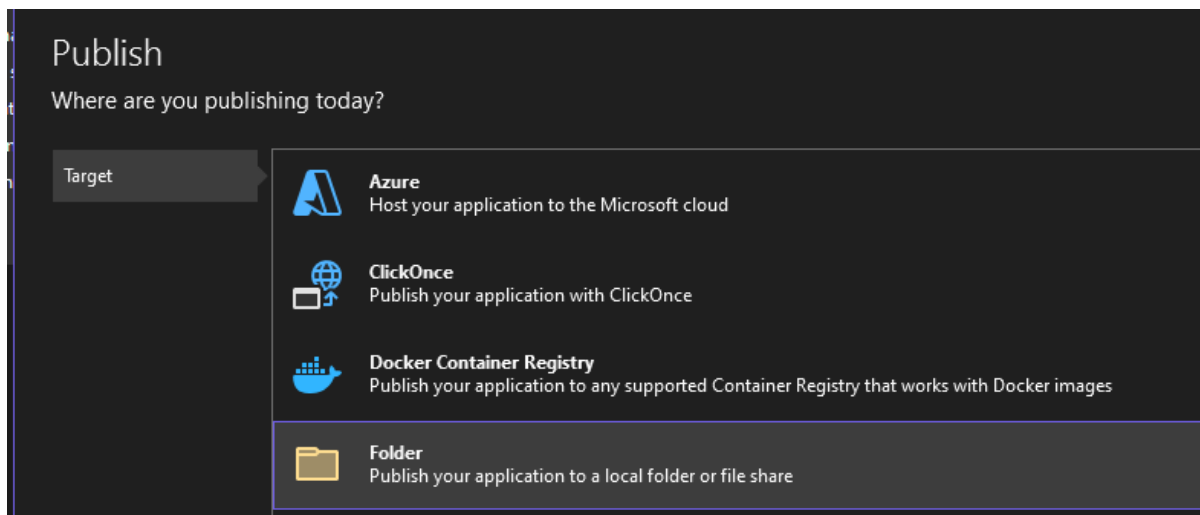 Publish
Where are you publishing today?
Target
Azure
Host your application to the Microsoft cloud
ClickOnce
Publish your application with ClickOnce
Docker Container Registry
Publish your application to any supported Container Registry that works with Docker images
Folder
Publish your application to a local folder or file share